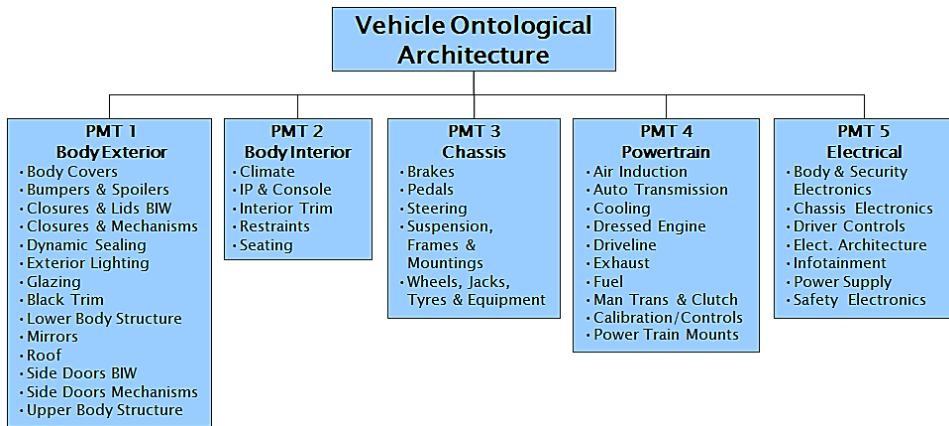 Vehicle Ontological
Architecture
PMT 1
Body Exterior
• Body Covers
• Bumpers & Spoilers
• Closures & Lids BIW
• Closures & Mechanisms
• Dynamic Sealing
• Exterior Lighting
• Glazing
• Black Trim
• Lower Body Structure
• Mirrors
• Roof
• Side Doors BIW
• Side Doors Mechanisms
• Upper Body Structure
PMT 2
Body Interior
• Climate
• IP & Console
• Interior Trim
• Restraints
• Seating
PMT 3
Chassis
• Brakes
• Pedals
• Steering
• Suspension,
Frames &
Mountings
• Wheels, Jacks,
Tyres & Equipment
PMT 4
Powertrain
• Air Induction
• Auto Transmission
• Cooling
• Dressed Engine
• Driveline
• Exhaust
• Fuel
• Man Trans & Clutch
• Calibration/Controls
• Power Train Mounts
PMT 5
Electrical
• Body & Security
Electronics
• Chassis Electronics
• Driver Controls
• Elect. Architecture
• Infotainment
• Power Supply
• Safety Electronics